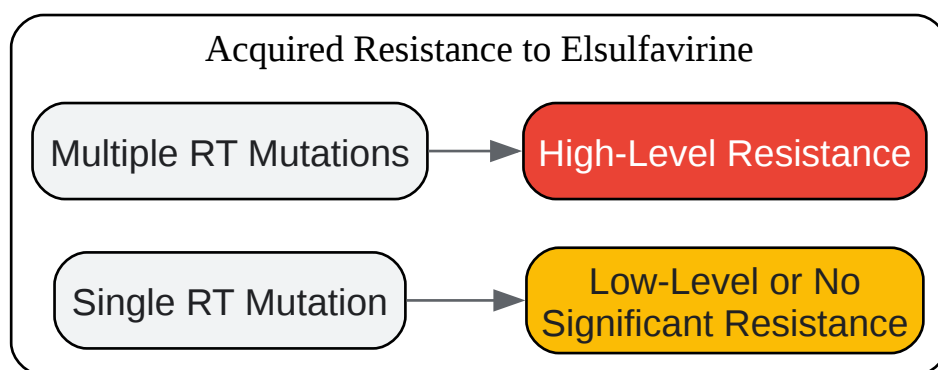 Acquired Resistance to Elsulfavirine
Multiple RT Mutations
High-Level Resistance
Single RT Mutation
Low-Level or No
Significant Resistance